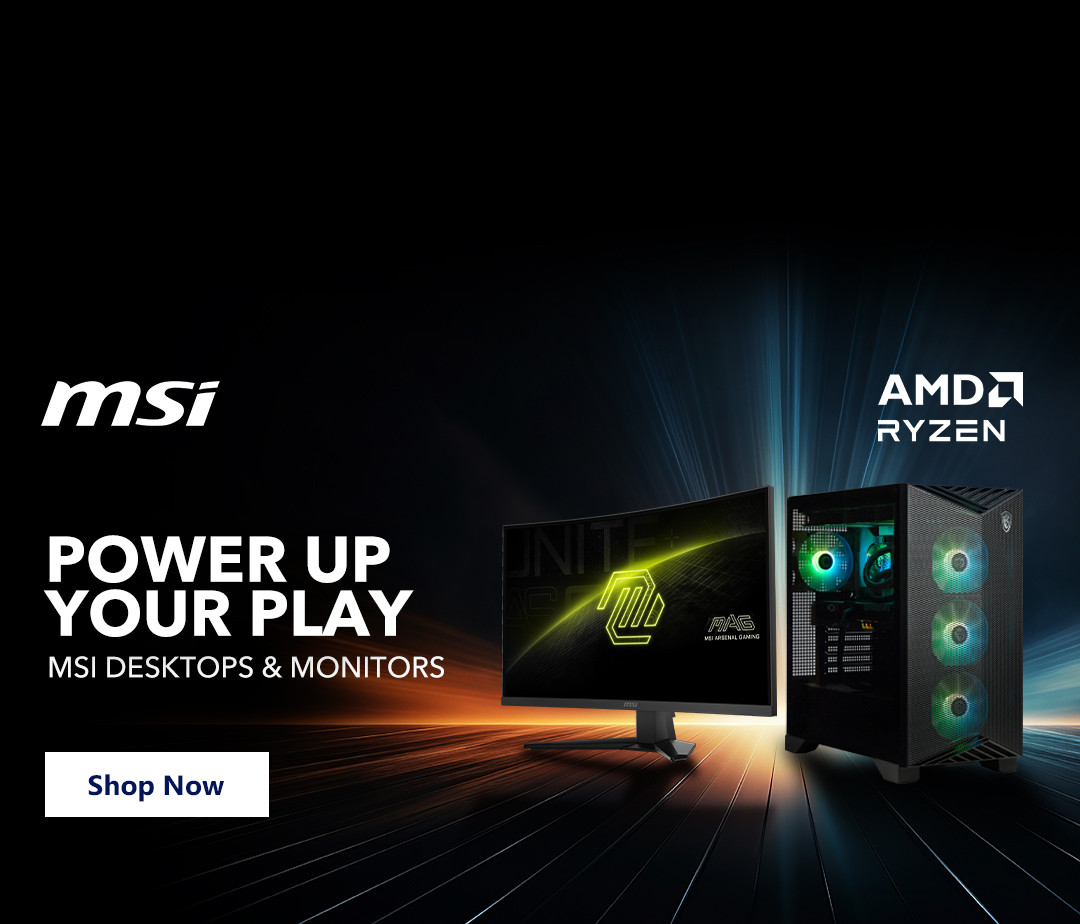 msi
AMD
RYZEN
POWER UP
YOUR PLAY
MSI DESKTOPS & MONITORS
UNITE
MAG
MSI ARSENAL GAMING
msi
Shop Now